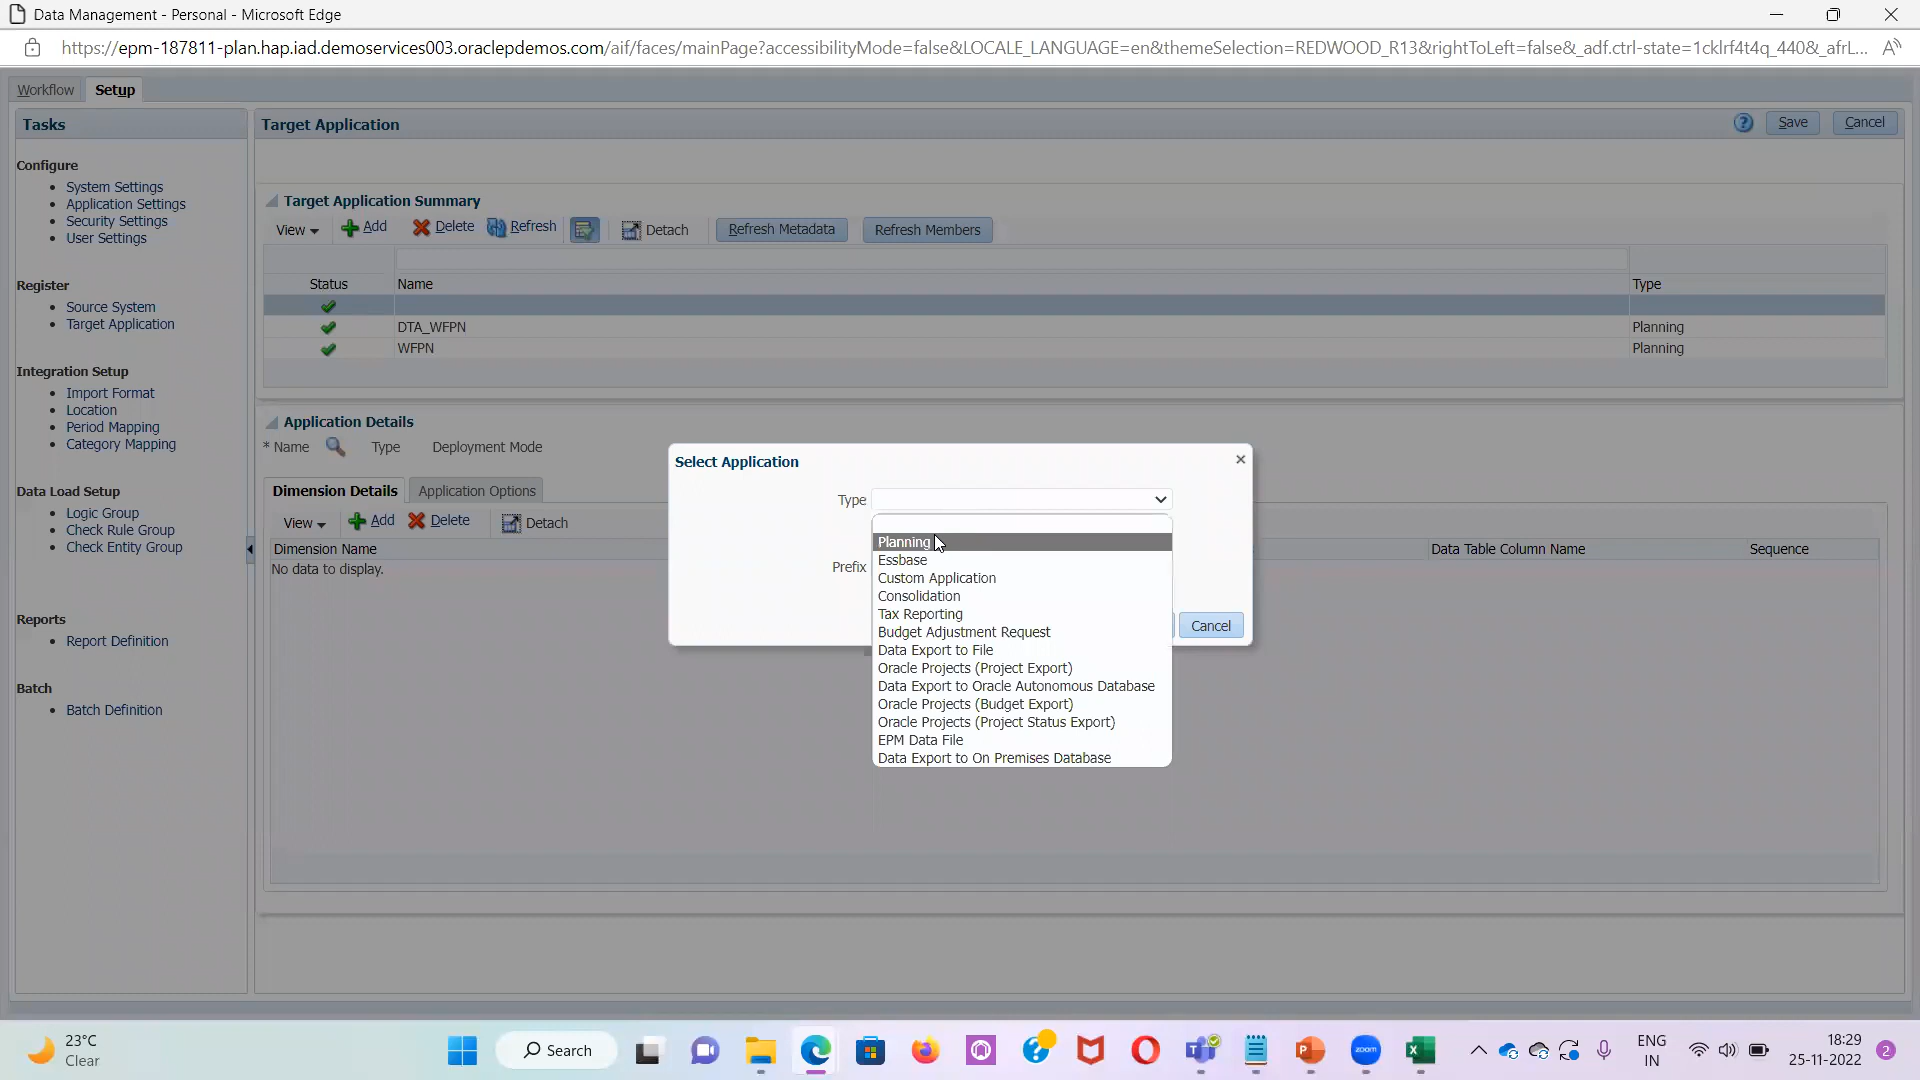 Data Management - Personal - Microsoft Edge
https://epm-187811-plan.hap.iad.demoservices003.oraclepdemos.com/aif/faces/mainPage?accessibilityMode=false&LOCALE_LANGUAGE=en&themeSelection=REDWOOD_R13&rightToLeft=false&_adf.ctrl-state=1cklrf4t4q_440&_afrL...
Workflow Setup
Tasks
Target Application
Save Cancel
Configure
System Settings
Application Settings
Security Settings
User Settings
Register
Source System
Target Application
Integration Setup
Import Format
Location
Period Mapping
Category Mapping
Data Load Setup
Logic Group
Check Rule Group
Check Entity Group
Reports
Report Definition
Batch
Batch Definition
Target Application Summary
View Add Delete Refresh Detach Refresh Metadata Refresh Members
Status Name Type
DTA_WFPN Planning
WFPN Planning
Application Details
* Name Type Deployment Mode
Dimension Details Application Options
View Add Delete Detach
Dimension Name Data Table Column Name Sequence
No data to display.
Select Application
Type
Prefix
Planning
Essbase
Custom Application
Consolidation
Tax Reporting
Budget Adjustment Request
Data Export to File
Oracle Projects (Project Export)
Data Export to Oracle Autonomous Database
Oracle Projects (Budget Export)
Oracle Projects (Project Status Export)
EPM Data File
Data Export to On Premises Database
Cancel
23°C
Clear
Search
zoom
ENG
IN
18:29
25-11-2022
2